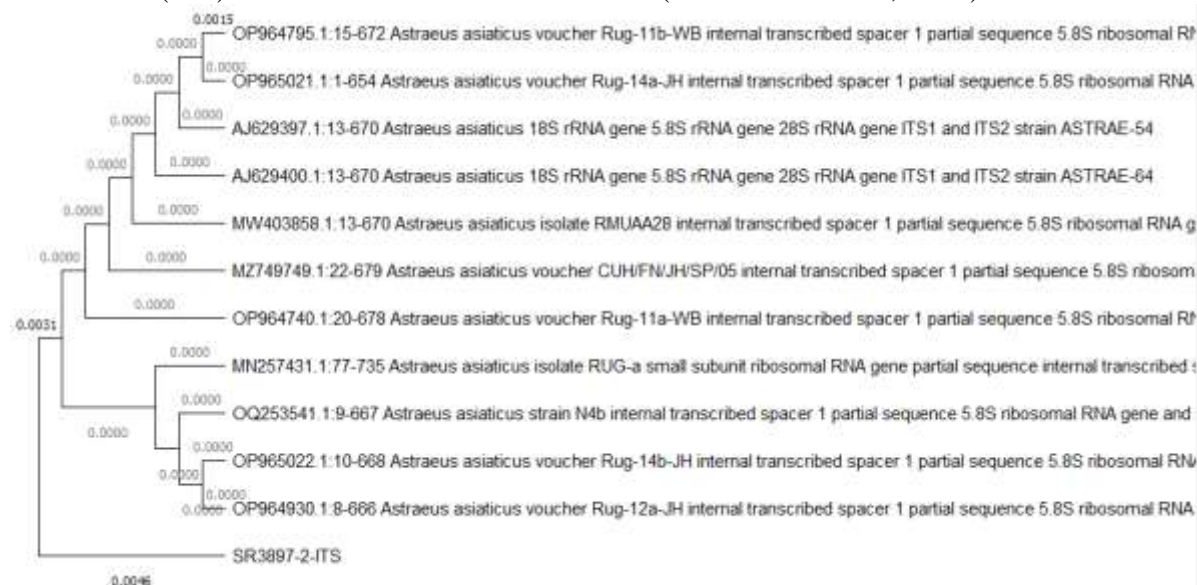 0.0015
0.0000 OP964795.1:15-672 Astraeus asiaticus voucher Rug-11b-WB internal transcribed spacer 1 partial sequence 5.8S ribosomal
0.0000
0.0000 OP965021.1:1-654 Astraeus asiaticus voucher Rug-14a-JH internal transcribed spacer 1 partial sequence 5.8S ribosomal RNA
0.0000
0.0000 AJ629397.1:13-670 Astraeus asiaticus 18S rRNA gene 5.8S rRNA gene 28S rRNA gene ITS1 and ITS2 strain ASTRAE-54
0.0000
0.0000 AJ629400.1:13-670 Astraeus asiaticus 18S rRNA gene 5.8S rRNA gene 28S rRNA gene ITS1 and ITS2 strain ASTRAE-64
0.0000
0.0000 MW403858.1:13-670 Astraeus asiaticus isolate RMUAA28 internal transcribed spacer 1 partial sequence 5.8S ribosomal RNA g
0.0000
0.0000 MZ749749.1:22-679 Astraeus asiaticus voucher CUH/FN/JH/SP/05 internal transcribed spacer 1 partial sequence 5.8S ribosom
0.0000
OP964740.1:20-678 Astraeus asiaticus voucher Rug-11a-WB internal transcribed spacer 1 partial sequence 5.8S ribosomal
0.0031
0.0000
MN257431.1:77-735 Astraeus asiaticus isolate RUG-a small subunit ribosomal RNA gene partial sequence internal transcribed
0.0000
OQ253541.1:9-667 Astraeus asiaticus strain N4b internal transcribed spacer 1 partial sequence 5.8S ribosomal RNA gene and
0.0000
0.0000
OP965022.1:10-668 Astraeus asiaticus voucher Rug-14b-JH internal transcribed spacer 1 partial sequence 5.8S ribosomal
0.0000
0.0000
0.0000 OP964930.1:8-666 Astraeus asiaticus voucher Rug-12a-JH internal transcribed spacer 1 partial sequence 5.8S ribosomal RNA
SR3897-2-ITS
0.0046